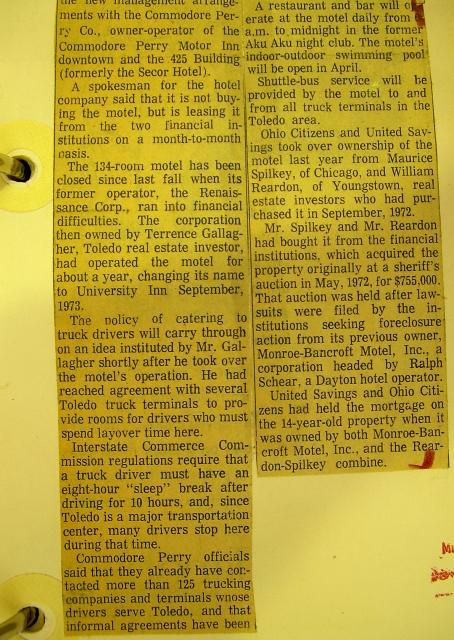 the new management arrange-
ments with the Commodore Per-
ry Co., owner-operator of the
Commodore Perry Motor Inn
downtown and the 425 Building
(formerly the Secor Hotel).
A spokesman for the hotel
company said that it is not buy-
ing the motel, but is leasing it
from the two financial in-
stitutions on a month-to-month
basis.
The 134-room motel has been
closed since last fall when its
former operator, the Renais-
sance Corp., ran into financial
difficulties. The corporation
then owned by Terrence Gallag-
her, Toledo real estate investor,
had operated the motel for
about a year, changing its name
to University Inn September,
1973.
The policy of catering to
truck drivers will carry through
on an idea instituted by Mr. Gal-
lagher shortly after he took over
the motel's operation. He had
reached agreement with several
Toledo truck terminals to pro-
vide rooms for drivers who must
spend layover time here.
Interstate Commerce Com-
mission regulations require that
a truck driver must have an
eight-hour "sleep" break after
driving for 10 hours, and, since
Toledo is a major transportation
center, many drivers stop here
during that time.
Commodore Perry officials
said that they already have con-
tacted more than 125 trucking
companies and terminals whose
drivers serve Toledo, and that
informal agreements have been
A restaurant and bar will op
erate at the motel daily from
a.m. to midnight in the former
Aku Aku night club. The motel's
indoor-outdoor swimming pool
will be open in April.
Shuttle-bus service will be
provided by the motel to and
from all truck terminals in the
Toledo area.
Ohio Citizens and United Sav-
ings took over ownership of the
motel last year from Maurice
Spilkey, of Chicago, and William
Reardon, of Youngstown, real
estate investors who had pur-
chased it in September, 1972.
Mr. Spilkey and Mr. Reardon
had bought it from the financial
institutions, which acquired the
property originally at a sheriff's
auction in May, 1972, for $755,000.
That auction was held after law-
suits were filed by the in-
stitutions seeking foreclosure
action from its previous owner,
Monroe-Bancroft Motel, Inc., a
corporation headed by Ralph
Schear, a Dayton hotel operator.
United Savings and Ohio Citi-
zens had held the mortgage on
the 14-year-old property when it
was owned by both Monroe-Ban-
croft Motel, Inc., and the Rear-
don-Spilkey combine.